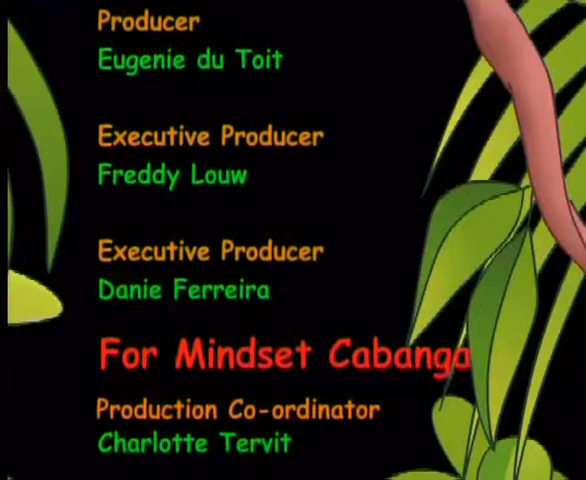 Producer
Eugenie du Toit
Executive Producer
Freddy Louw
Executive Producer
Danie Ferreira
For Mindset Cabanga
Production Co-ordinator
Charlotte Tervit